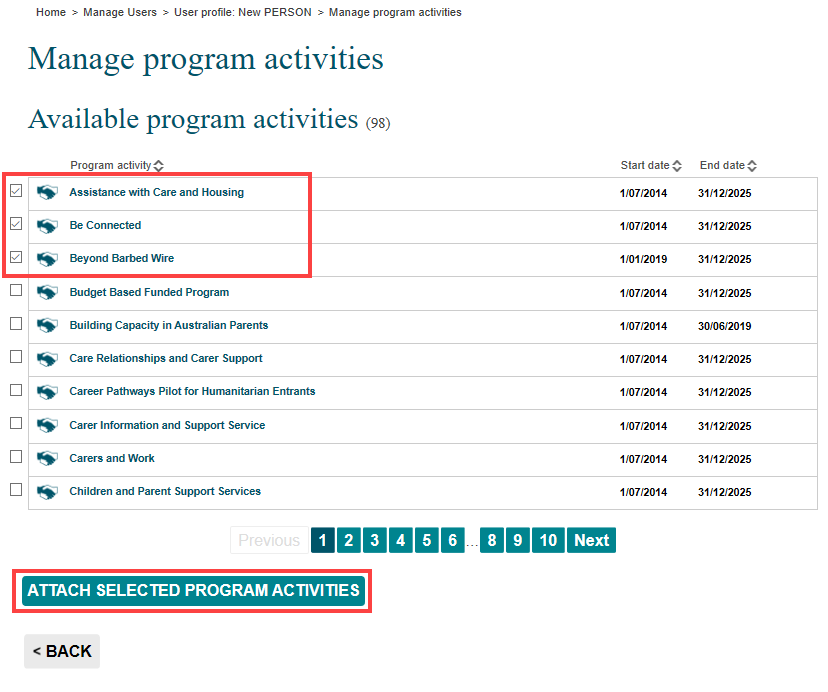 Home > Manage Users > User profile: New PERSON > Manage program activities
Manage program activities
Available program activities (98)
Program activity Start date End date
Assistance with Care and Housing 1/07/2014 31/12/2025
Be Connected 1/07/2014 31/12/2025
Beyond Barbed Wire 1/01/2019 31/12/2025
Budget Based Funded Program 1/07/2014 31/12/2025
Building Capacity in Australian Parents 1/07/2014 30/06/2019
Care Relationships and Carer Support 1/07/2014 31/12/2025
Career Pathways Pilot for Humanitarian Entrants 1/07/2014 31/12/2025
Carer Information and Support Service 1/07/2014 31/12/2025
Carers and Work 1/07/2014 31/12/2025
Children and Parent Support Services 1/07/2014 31/12/2025
Previous 1 2 3 4 5 6 ... 8 9 10 Next
ATTACH SELECTED PROGRAM ACTIVITIES
< BACK